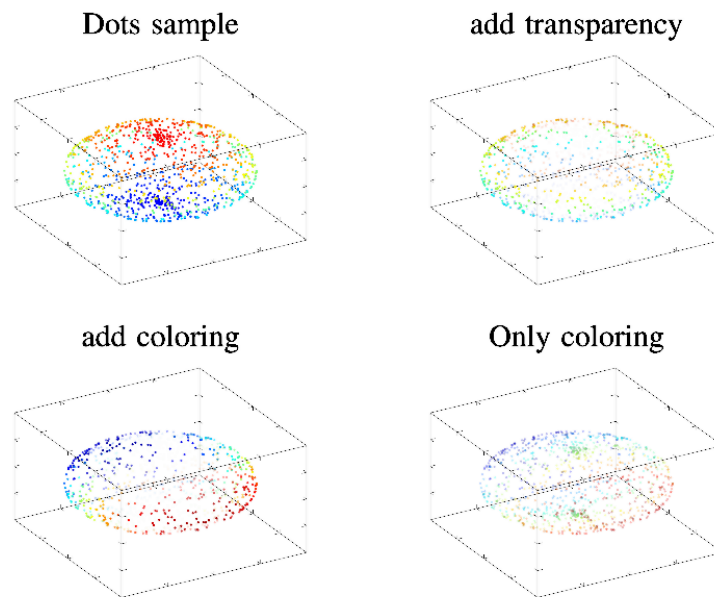 Dots sample
add transparency
add coloring
Only coloring